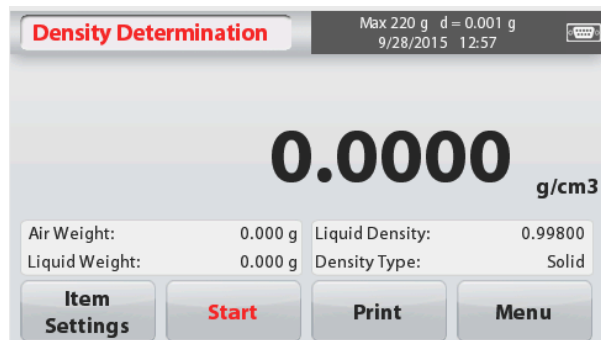 Density Determination
Max 220 g d = 0.001 g
9/28/2015 12:57
0.0000
g/cm3
Air Weight: 0.000 g
Liquid Density: 0.99800
Liquid Weight: 0.000 g
Density Type: Solid
Item
Settings
Start
Print
Menu